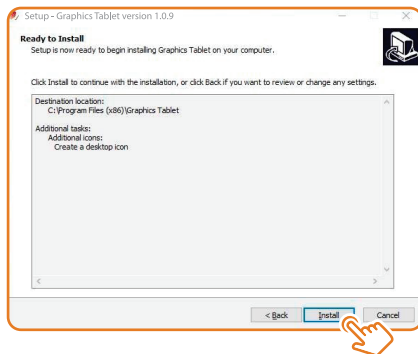 Setup - Graphics Tablet version 1.0.9
Ready to Install
Setup is now ready to begin installing Graphics Tablet on your computer.
Click Install to continue with the installation, or click Back if you want to review or change any settings.
Destination location:
C:\Program Files (x86)\Graphics Tablet
Additional tasks:
Additional icons:
Create a desktop icon
< Back Install Cancel